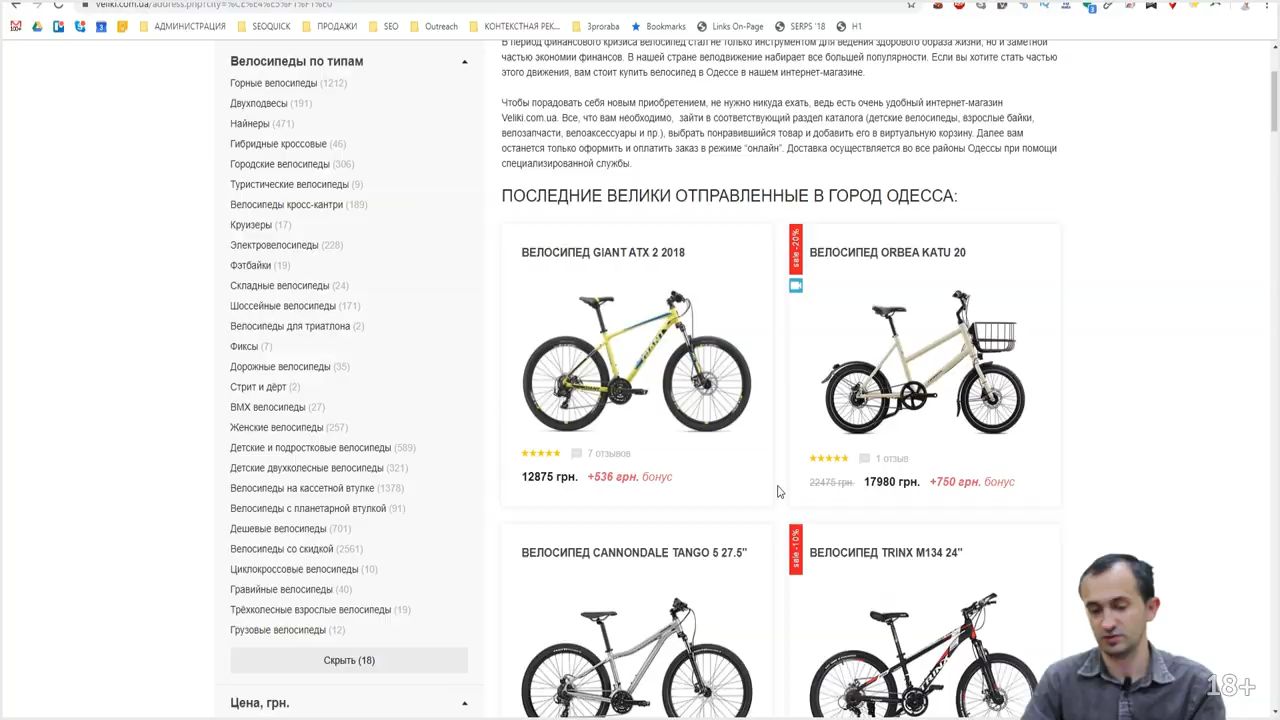 veliki.com.ua/address.php?city=%CE%E4%E5%F1%F1%E0
АДМИНИСТРАЦИЯ
SEOQUICK
ПРОДАЖИ
SEO
Outreach
КОНТЕКСТНАЯ РЕК...
3proraba
Bookmarks
Links On-Page
SERPS '18
H1
Велосипеды по типам
Горные велосипеды (1212)
Двухподвесы (191)
Найнеры (471)
Гибридные кроссовые (46)
Городские велосипеды (306)
Туристические велосипеды (9)
Велосипеды кросс-кантри (189)
Круизеры (17)
Электровелосипеды (228)
Фэтбайки (19)
Складные велосипеды (24)
Шоссейные велосипеды (171)
Велосипеды для триатлона (2)
Фиксы (7)
Дорожные велосипеды (35)
Стрит и дёрт (2)
BMX велосипеды (27)
Женские велосипеды (257)
Детские и подростковые велосипеды (589)
Детские двухколесные велосипеды (321)
Велосипеды на кассетной втулке (1378)
Велосипеды с планетарной втулкой (91)
Дешевые велосипеды (701)
Велосипеды со скидкой (2561)
Циклокроссовые велосипеды (10)
Гравийные велосипеды (40)
Трёхколесные взрослые велосипеды (19)
Грузовые велосипеды (12)
Скрыть (18)
Цена, грн.
В период финансового кризиса велосипед стал не только инструментом для ведения здорового образа жизни, но и заметной
частью экономии финансов. В нашей стране велодвижение набирает все большей популярности. Если вы хотите стать частью
этого движения, вам стоит купить велосипед в Одессе в нашем интернет-магазине.
Чтобы порадовать себя новым приобретением, не нужно никуда ехать, ведь есть очень удобный интернет-магазин
Veliki.com.ua. Все, что вам необходимо, зайти в соответствующий раздел каталога (детские велосипеды, взрослые байки,
велозапчасти, велоаксессуары и пр.), выбрать понравившийся товар и добавить его в виртуальную корзину. Далее вам
останется только оформить и оплатить заказ в режиме “онлайн”. Доставка осуществляется во все районы Одессы при помощи
специализированной службы.
ПОСЛЕДНИЕ ВЕЛИКИ ОТПРАВЛЕННЫЕ В ГОРОД ОДЕССА:
ВЕЛОСИПЕД GIANT ATX 2 2018
7 отзывов
12875 грн. +536 грн. бонус
sale -20%
ВЕЛОСИПЕД ORBEA KATU 20
1 отзыв
22475 грн. 17980 грн. +750 грн. бонус
ВЕЛОСИПЕД CANNONDALE TANGO 5 27.5"
sale -10%
ВЕЛОСИПЕД TRINX M134 24"
18+